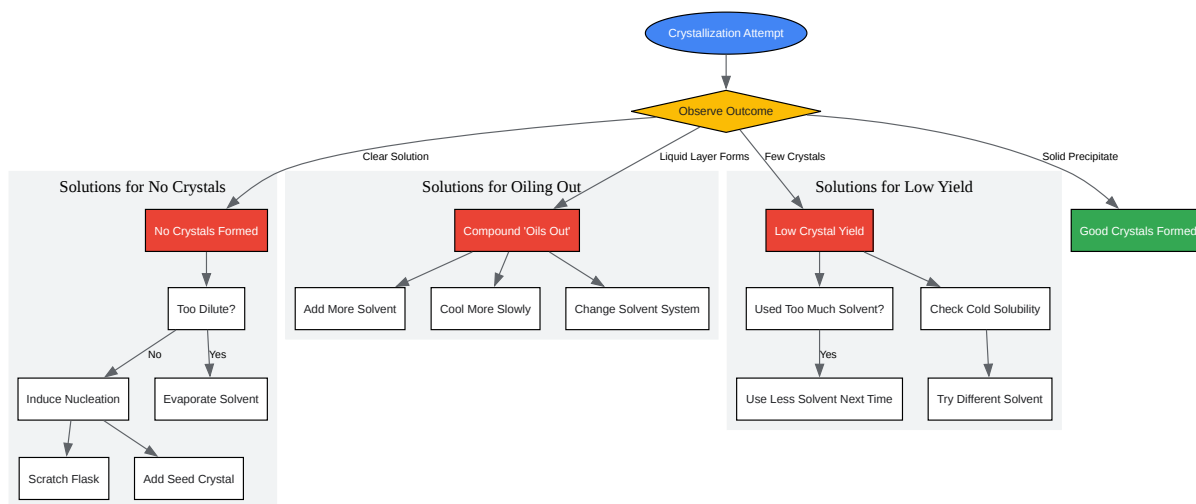 Crystallization Attempt
Observe Outcome
Clear Solution
Liquid Layer Forms
Few Crystals
Solid Precipitate
Solutions for No Crystals
Solutions for Oiling Out
Solutions for Low Yield
No Crystals Formed
Compound 'Oils Out'
Low Crystal Yield
Good Crystals Formed
Too Dilute?
Add More Solvent
Cool More Slowly
Change Solvent System
Used Too Much Solvent?
Check Cold Solubility
No
Yes
Yes
Induce Nucleation
Evaporate Solvent
Use Less Solvent Next Time
Try Different Solvent
Scratch Flask
Add Seed Crystal